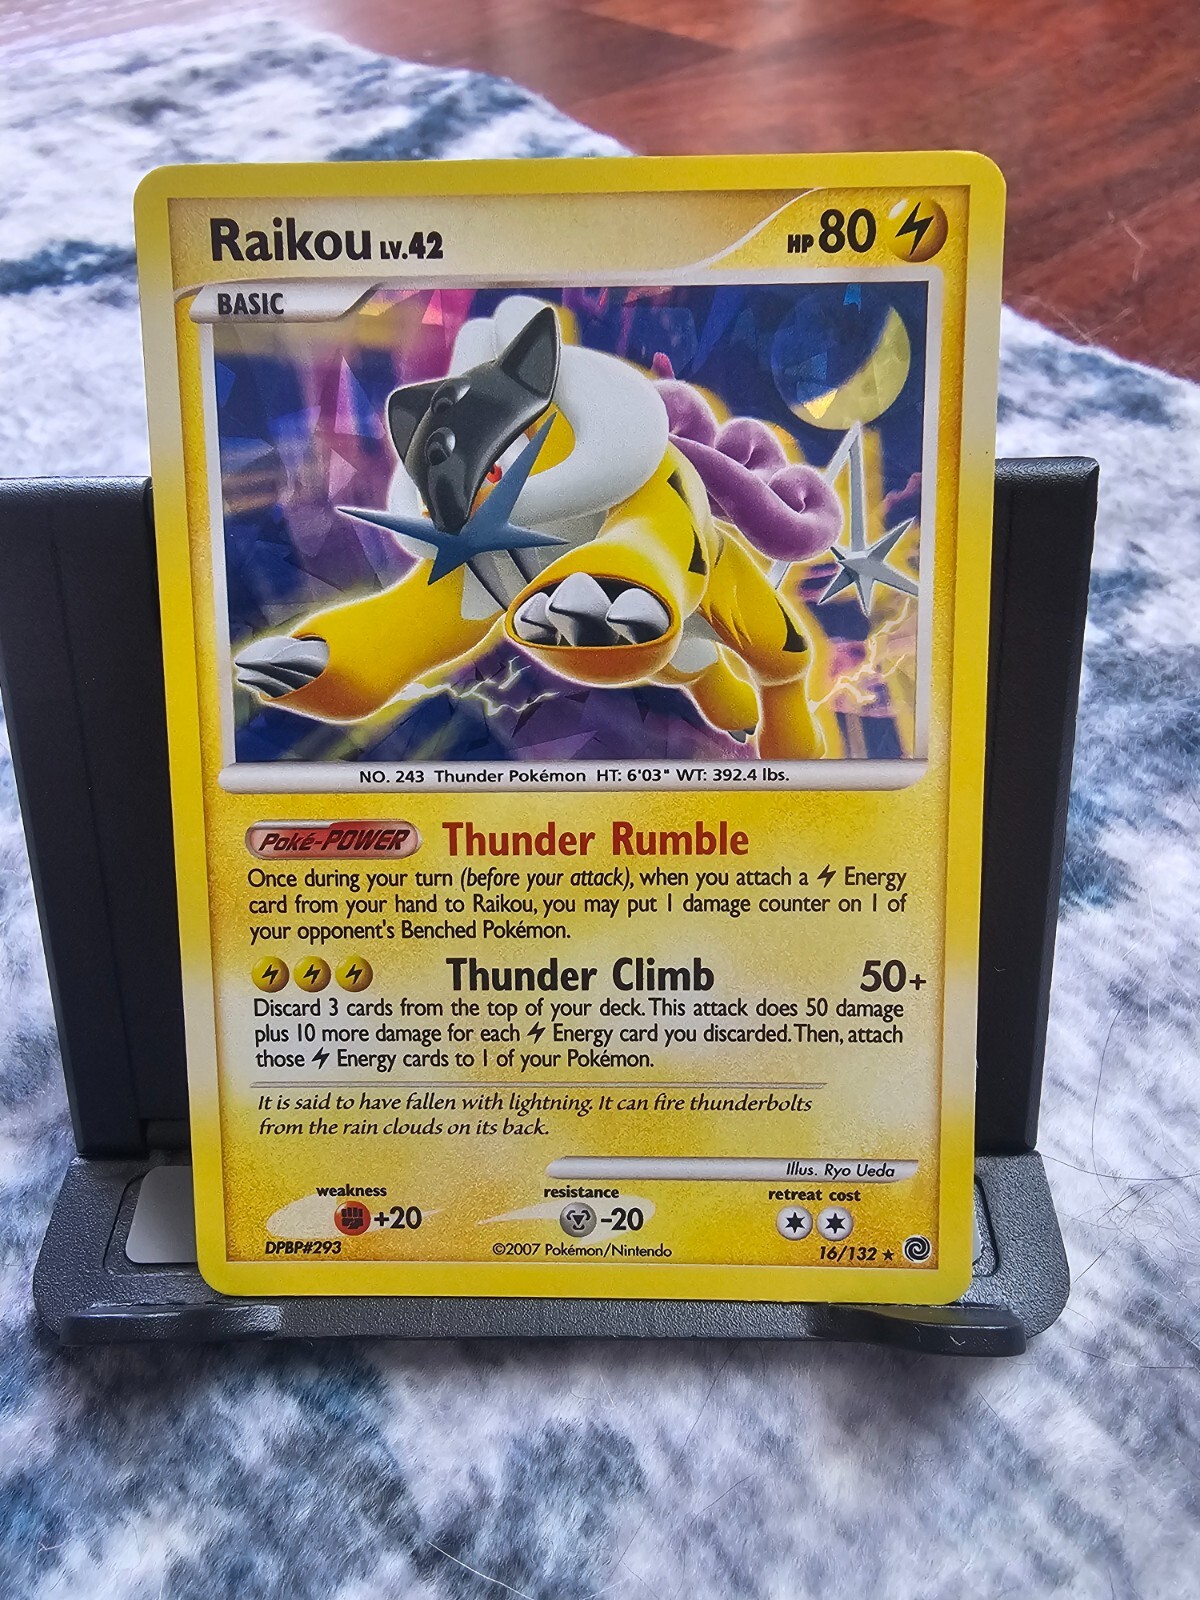 Raikou LV.42 HP 80
BASIC
NO. 243 Thunder Pokémon HT: 6'03" WT: 392.4 lbs.
Poké-POWER Thunder Rumble
Once during your turn (before your attack), when you attach a Energy
card from your hand to Raikou, you may put 1 damage counter on 1 of
your opponent's Benched Pokémon.
Thunder Climb 50+
Discard 3 cards from the top of your deck. This attack does 50 damage
plus 10 more damage for each Energy card you discarded. Then, attach
those Energy cards to 1 of your Pokémon.
It is said to have fallen with lightning. It can fire thunderbolts
from the rain clouds on its back.
Illus. Ryo Ueda
weakness resistance retreat cost
+20 -20
DPBP#293 ©2007 Pokémon/Nintendo 16/132 ★